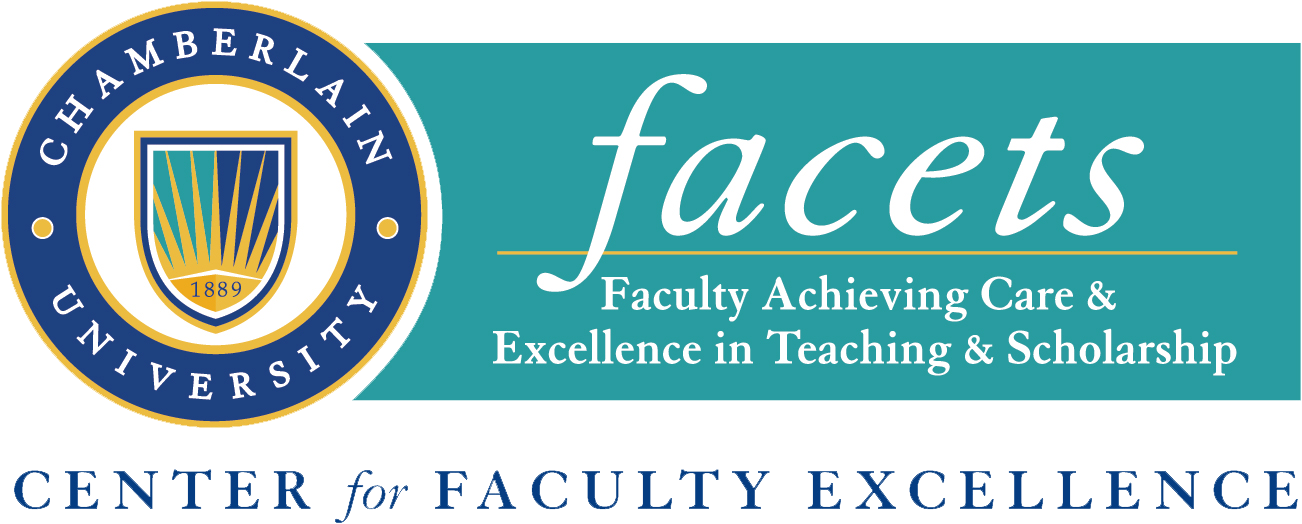 CHAMBERLAIN
UNIVERSITY
1889
facets
Faculty Achieving Care &
Excellence in Teaching & Scholarship
CENTER for FACULTY EXCELLENCE